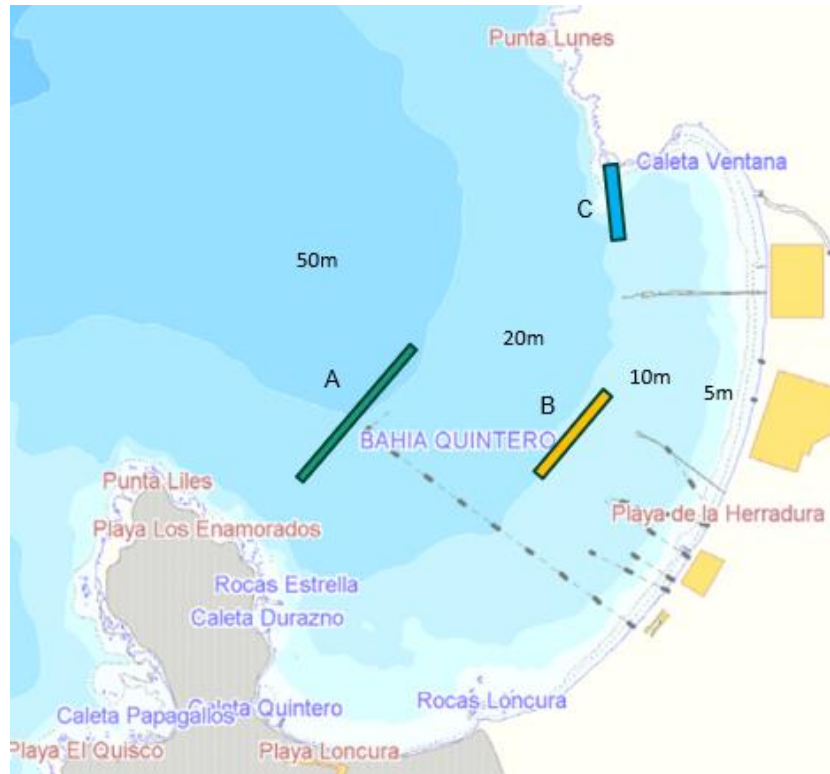 Punta Lunes
Caleta Ventana
C
50m
20m
A
10m
B
5m
BAHIA QUINTERO
Punta Liles
Playa de la Herradura
Playa Los Enamorados
Rocas Estrella
Caleta Durazno
Rocas Loncura
Caleta Quintero
Caleta Papagallos
Playa El Quisco
Playa Loncura